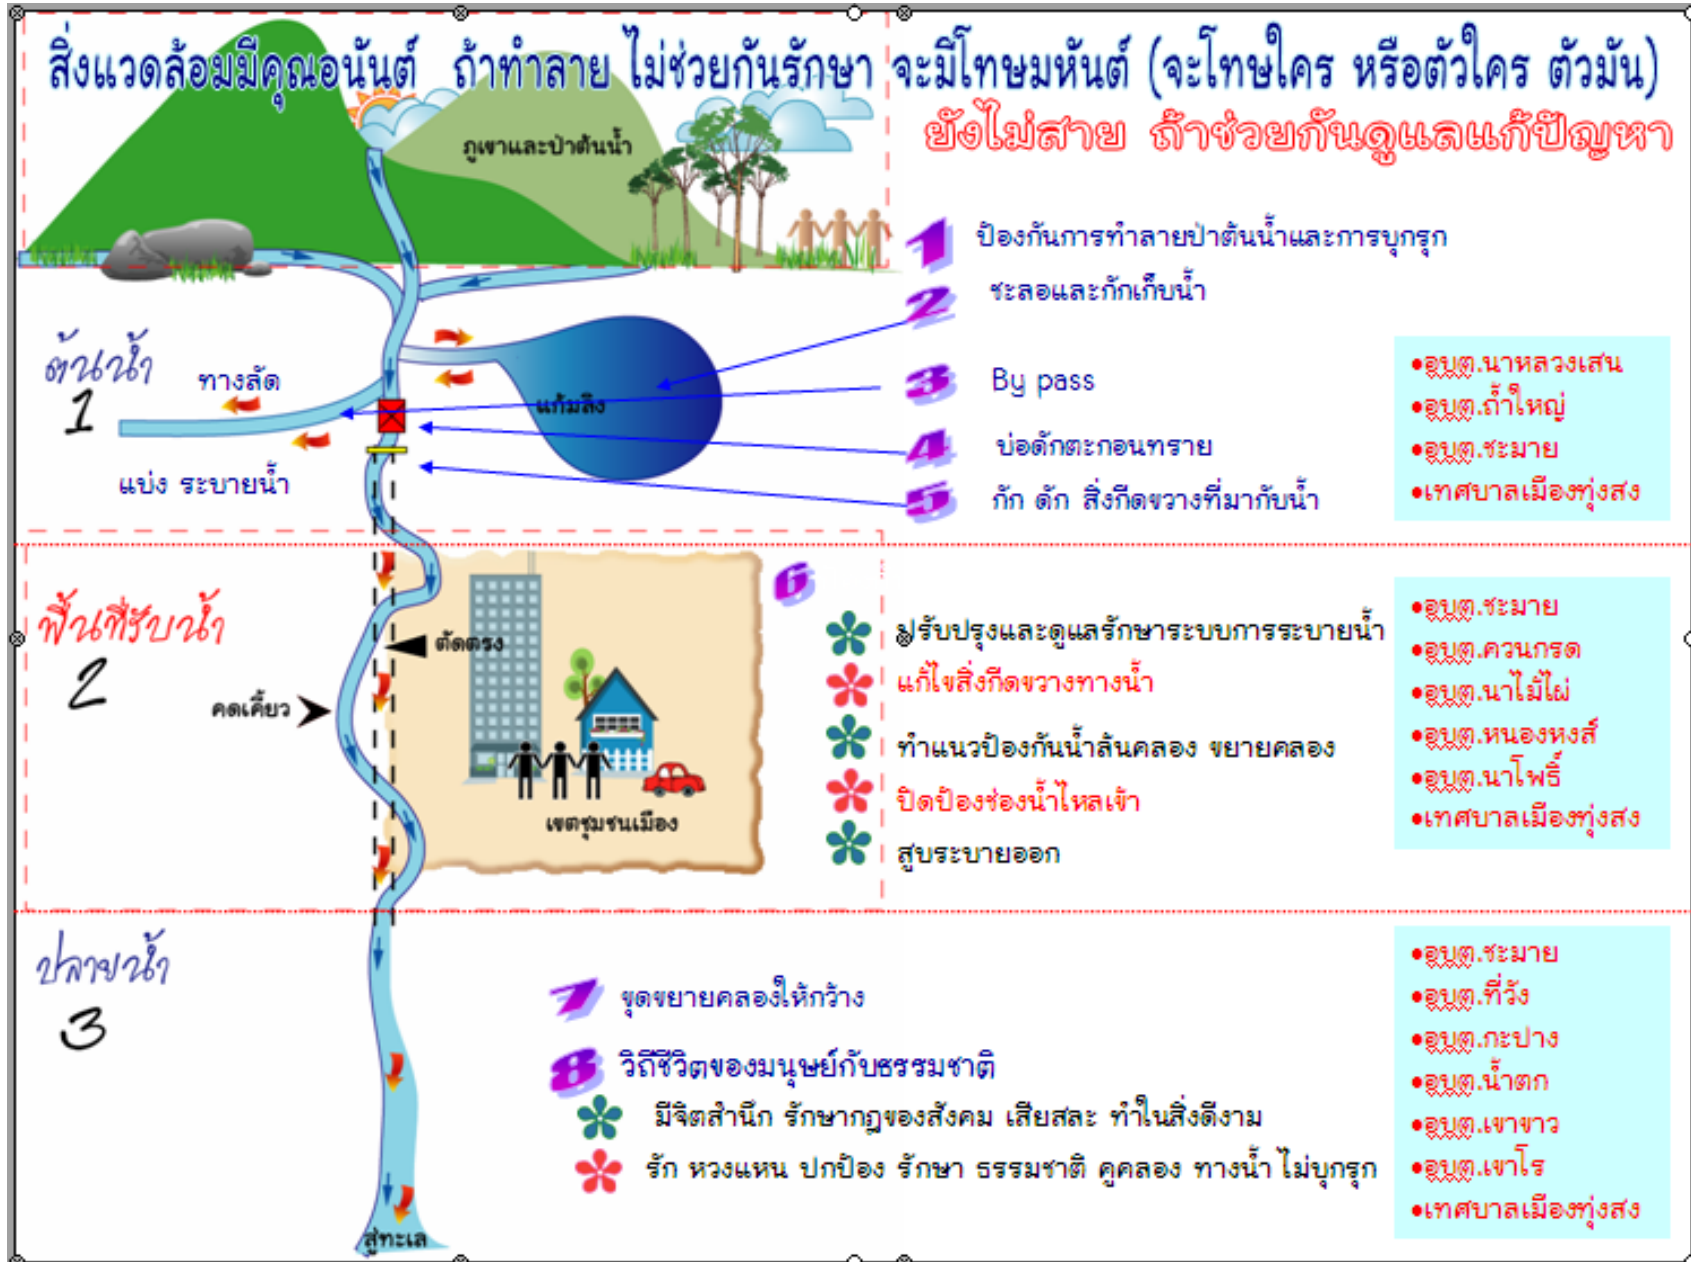 สิ่งแวดล้อมมีคุณอนันต์ ถ้าทำลาย ไม่ช่วยกันรักษา จะมีโทษมหันต์ (จะโทษใคร หรือตัวใคร ตัวมัน)
ยังไม่สาย ถ้าช่วยกันดูแลแก้ปัญหา
ภูเขาและป่าต้นน้ำ
1 ป้องกันการทำลายป่าต้นน้ำและการบุกรุก
2 ชะลอและกักเก็บน้ำ
ต้นน้ำ
1
ทางลัด
แก้มลิง
แบ่ง ระบายน้ำ
3 By pass
4 บ่อดักตะกอนทราย
5 กัก ดัก สิ่งกีดขวางที่มากับน้ำ
•อบต.นาหลวงเสน
•อบต.ถ้ำใหญ่
•อบต.ชะมาย
•เทศบาลเมืองทุ่งสง
พื้นที่รับน้ำ
2
ตัดตรง
คดเคี้ยว
เขตชุมชนเมือง
6
ปรับปรุงและดูแลรักษาระบบการระบายน้ำ
แก้ไขสิ่งกีดขวางทางน้ำ
ทำแนวป้องกันน้ำล้นคลอง ขยายคลอง
ปิดป้องช่องน้ำไหลเข้า
สูบระบายออก
•อบต.ชะมาย
•อบต.ควนกรด
•อบต.นาไม้ไผ่
•อบต.หนองหงส์
•อบต.นาโพธิ์
•เทศบาลเมืองทุ่งสง
ปลายน้ำ
3
สู่ทะเล
7 ขุดขยายคลองให้กว้าง
8 วิถีชีวิตของมนุษย์กับธรรมชาติ
มีจิตสำนึก รักษากฎของสังคม เสียสละ ทำในสิ่งดีงาม
รัก หวงแหน ปกป้อง รักษา ธรรมชาติ คูคลอง ทางน้ำ ไม่บุกรุก
•อบต.ชะมาย
•อบต.ที่วัง
•อบต.กะปาง
•อบต.น้ำตก
•อบต.เขาขาว
•อบต.เขาโร
•เทศบาลเมืองทุ่งสง